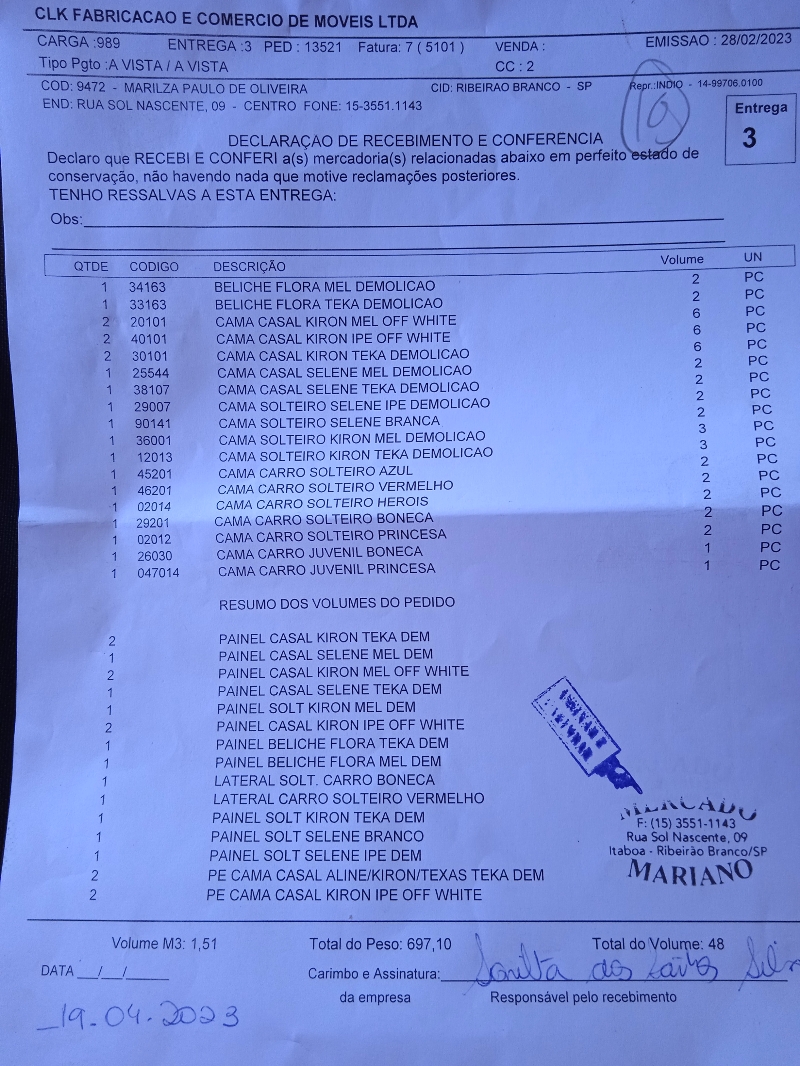 CLK FABRICACAO E COMERCIO DE MOVEIS LTDA
CARGA :989 ENTREGA :3 PED : 13521 Fatura: 7 ( 5101 ) VENDA : EMISSAO : 28/02/2023
Tipo Pgto :A VISTA / A VISTA CC : 2
COD: 9472 - MARILZA PAULO DE OLIVEIRA CID: RIBEIRAO BRANCO - SP Repr.:INDIO - 14-99706.0100
END: RUA SOL NASCENTE, 09 - CENTRO FONE: 15-3551.1143
Entrega
3
DECLARAÇAO DE RECEBIMENTO E CONFERENCIA
Declaro que RECEBI E CONFERI a(s) mercadoria(s) relacionadas abaixo em perfeito estado de
conservação, não havendo nada que motive reclamações posteriores.
TENHO RESSALVAS A ESTA ENTREGA:
Obs:
QTDE CODIGO DESCRIÇÃO Volume UN
1 34163 BELICHE FLORA MEL DEMOLICAO 2 PC
1 33163 BELICHE FLORA TEKA DEMOLICAO 2 PC
2 20101 CAMA CASAL KIRON MEL OFF WHITE 6 PC
2 40101 CAMA CASAL KIRON IPE OFF WHITE 6 PC
2 30101 CAMA CASAL KIRON TEKA DEMOLICAO 6 PC
1 25544 CAMA CASAL SELENE MEL DEMOLICAO 2 PC
1 38107 CAMA CASAL SELENE TEKA DEMOLICAO 2 PC
1 29007 CAMA SOLTEIRO SELENE IPE DEMOLICAO 2 PC
1 90141 CAMA SOLTEIRO SELENE BRANCA 2 PC
1 36001 CAMA SOLTEIRO KIRON MEL DEMOLICAO 3 PC
1 12013 CAMA SOLTEIRO KIRON TEKA DEMOLICAO 3 PC
1 45201 CAMA CARRO SOLTEIRO AZUL 2 PC
1 46201 CAMA CARRO SOLTEIRO VERMELHO 2 PC
1 02014 CAMA CARRO SOLTEIRO HEROIS 2 PC
1 29201 CAMA CARRO SOLTEIRO BONECA 2 PC
1 02012 CAMA CARRO SOLTEIRO PRINCESA 2 PC
1 26030 CAMA CARRO JUVENIL BONECA 1 PC
1 047014 CAMA CARRO JUVENIL PRINCESA 1 PC
RESUMO DOS VOLUMES DO PEDIDO
2 PAINEL CASAL KIRON TEKA DEM
1 PAINEL CASAL SELENE MEL DEM
2 PAINEL CASAL KIRON MEL OFF WHITE
1 PAINEL CASAL SELENE TEKA DEM
1 PAINEL SOLT KIRON MEL DEM
2 PAINEL CASAL KIRON IPE OFF WHITE
1 PAINEL BELICHE FLORA TEKA DEM
1 PAINEL BELICHE FLORA MEL DEM
1 LATERAL SOLT. CARRO BONECA
1 LATERAL CARRO SOLTEIRO VERMELHO
1 PAINEL SOLT KIRON TEKA DEM
1 PAINEL SOLT SELENE BRANCO
1 PAINEL SOLT SELENE IPE DEM
2 PE CAMA CASAL ALINE/KIRON/TEXAS TEKA DEM
2 PE CAMA CASAL KIRON IPE OFF WHITE
MERCADO
F: (15) 3551-1143
Rua Sol Nascente, 09
Itaboa - Ribeirão Branco/SP
MARIANO
Volume M3: 1,51 Total do Peso: 697,10 Total do Volume: 48
DATA __/__/____ Carimbo e Assinatura: dos Santos
da empresa Responsável pelo recebimento
19-04-2023